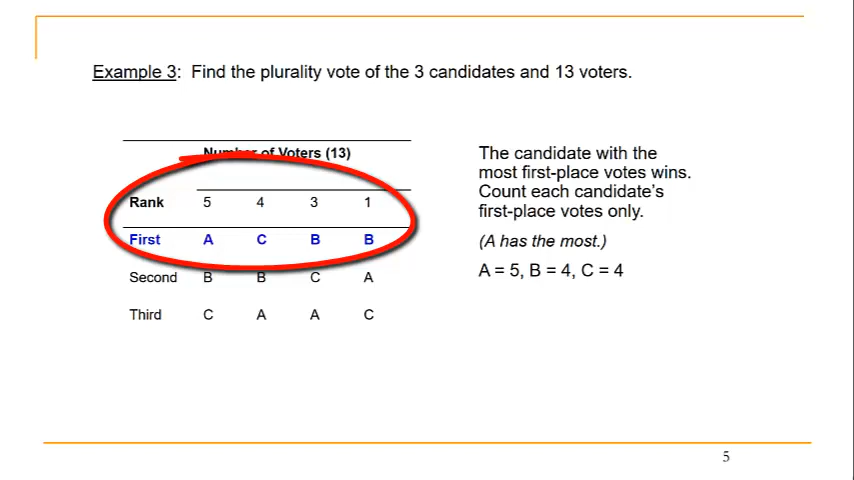 Example 3: Find the plurality vote of the 3 candidates and 13 voters.
Number of Voters (13)
Rank 5 4 3 1
First A C B B
Second B B C A
Third C A A C
The candidate with the
most first-place votes wins.
Count each candidate's
first-place votes only.
(A has the most.)
A = 5, B = 4, C = 4
5